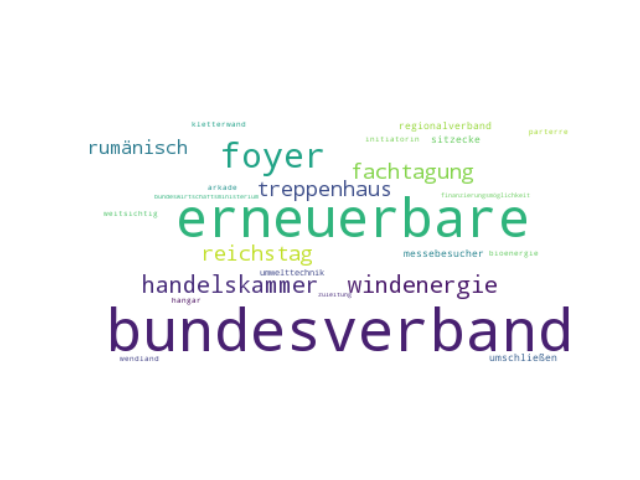 kletterwand
regionalverband
parterre
initiatorin
sitzecke
rumänisch
foyer
fachtagung
arkade
treppenhaus
bundeswirtschaftsministerium
finanzierungsmöglichkeit
weitsichtig
erneuerbare
reichstag
messebesucher
bioenergie
umwelttechnik
handelskammer
windenergie
zuleitung
hangar
bundesverband
wendland
umschließen